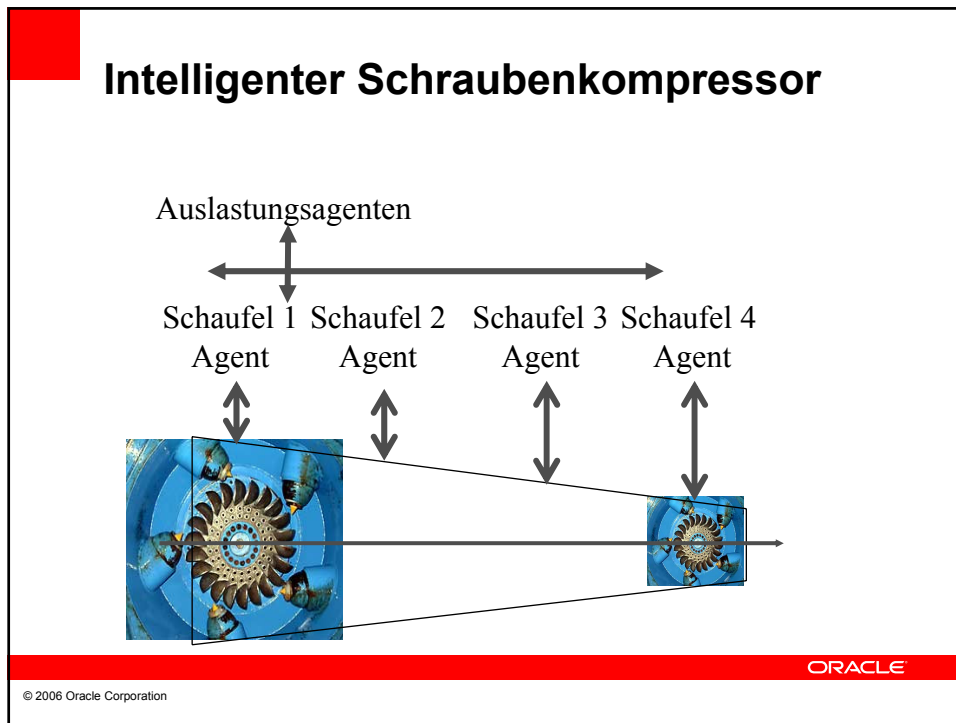 Intelligenter Schraubenkompressor
Auslastungsagenten
Schaufel 1 Schaufel 2 Schaufel 3 Schaufel 4
Agent Agent Agent Agent
ORACLE
© 2006 Oracle Corporation